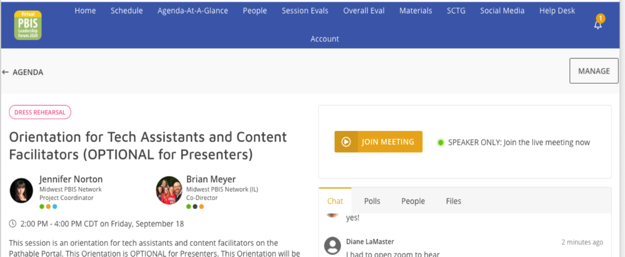 Home Schedule Agenda-At-A-Glance People Session Evals Overall Eval Materials SCTG Social Media Help Desk
Account
PBIS
1
← AGENDA
MANAGE
DRESS REHEARSAL
Orientation for Tech Assistants and Content
Facilitators (OPTIONAL for Presenters)
Jennifer Norton
Midwest PBIS Network
Project Coordinator
Brian Meyer
Midwest PBIS Network (IL)
Co-Director
2:00 PM - 4:00 PM CDT on Friday, September 18
This session is an orientation for tech assistants and content facilitators on the
Pathable Portal. This Orientation is OPTIONAL for Presenters. This Orientation will be
JOIN MEETING
SPEAKER ONLY: Join the live meeting now
Chat Polls People Files
yes!
Diane LaMaster 2 minutes ago
I had to open zoom to hear